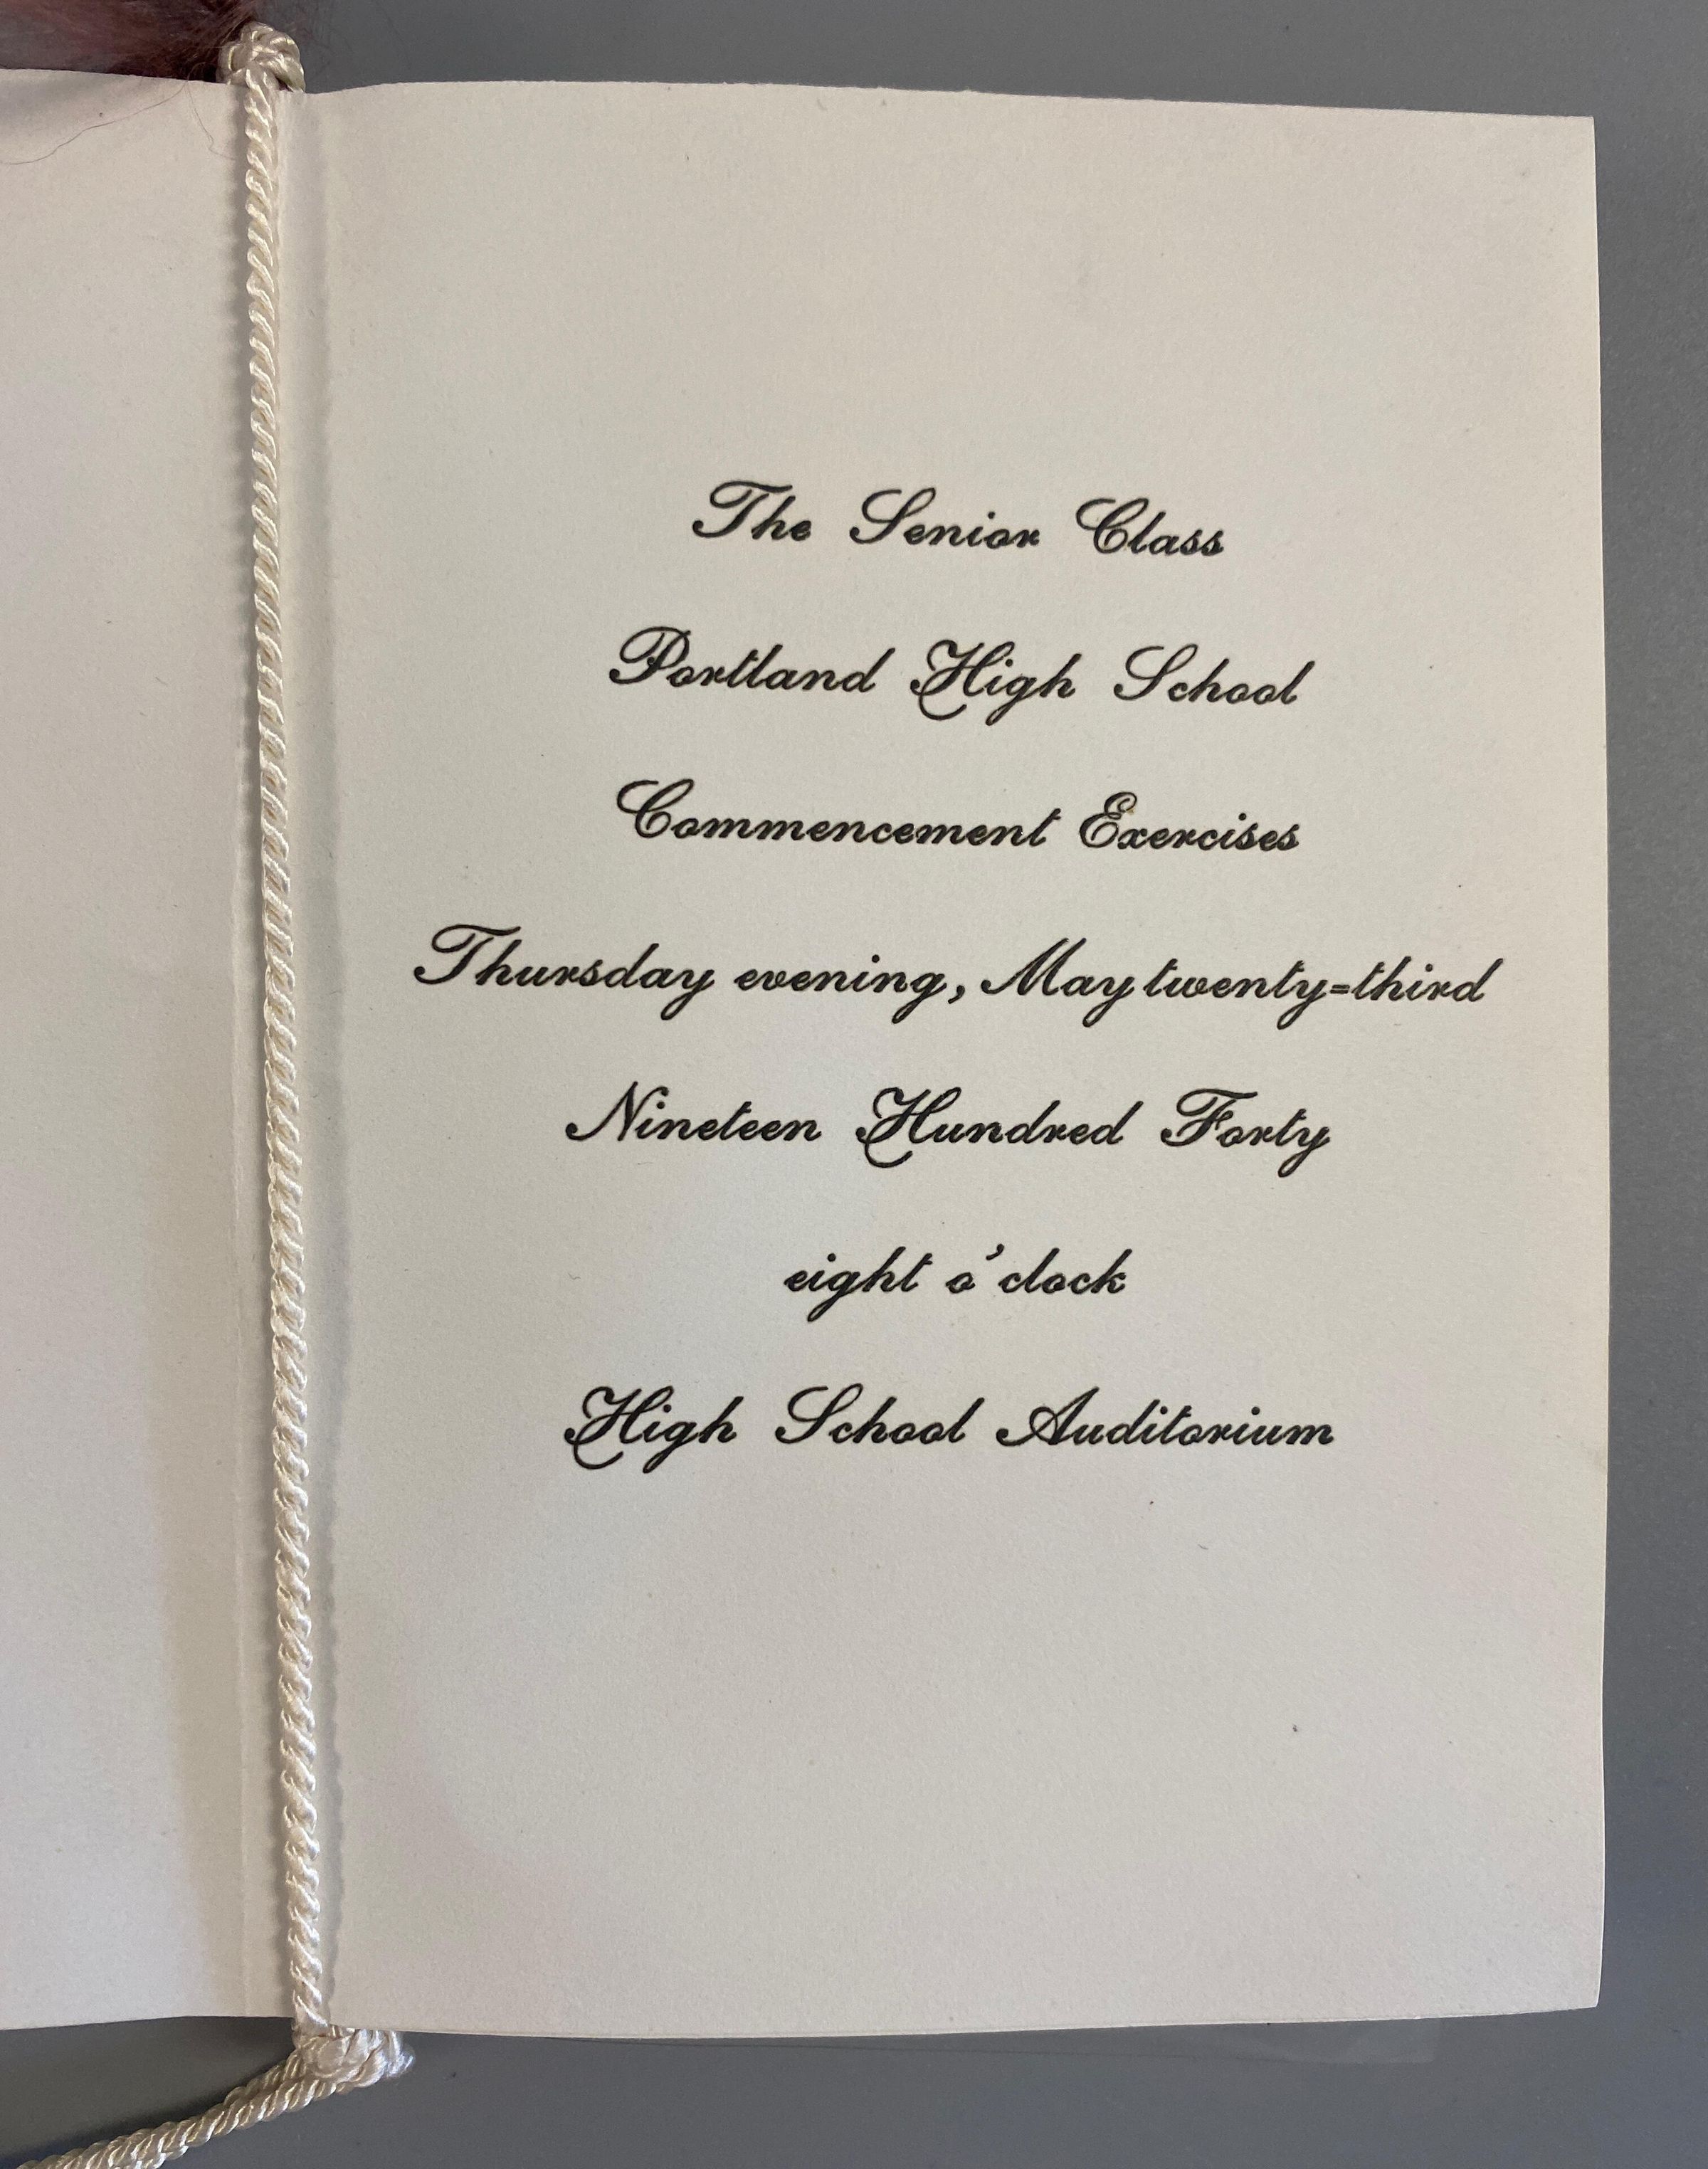 The Senior Class
Portland High School
Commencement Exercises
Thursday evening, May twenty=third
Nineteen Hundred Forty
eight o'clock
High School Auditorium